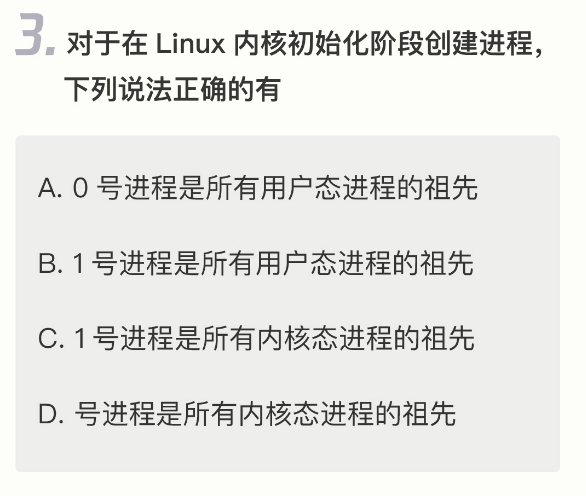 3. 对于在 Linux 内核初始化阶段创建进程，
下列说法正确的有
A. 0 号进程是所有用户态进程的祖先
B. 1 号进程是所有用户态进程的祖先
C. 1 号进程是所有内核态进程的祖先
D. 号进程是所有内核态进程的祖先